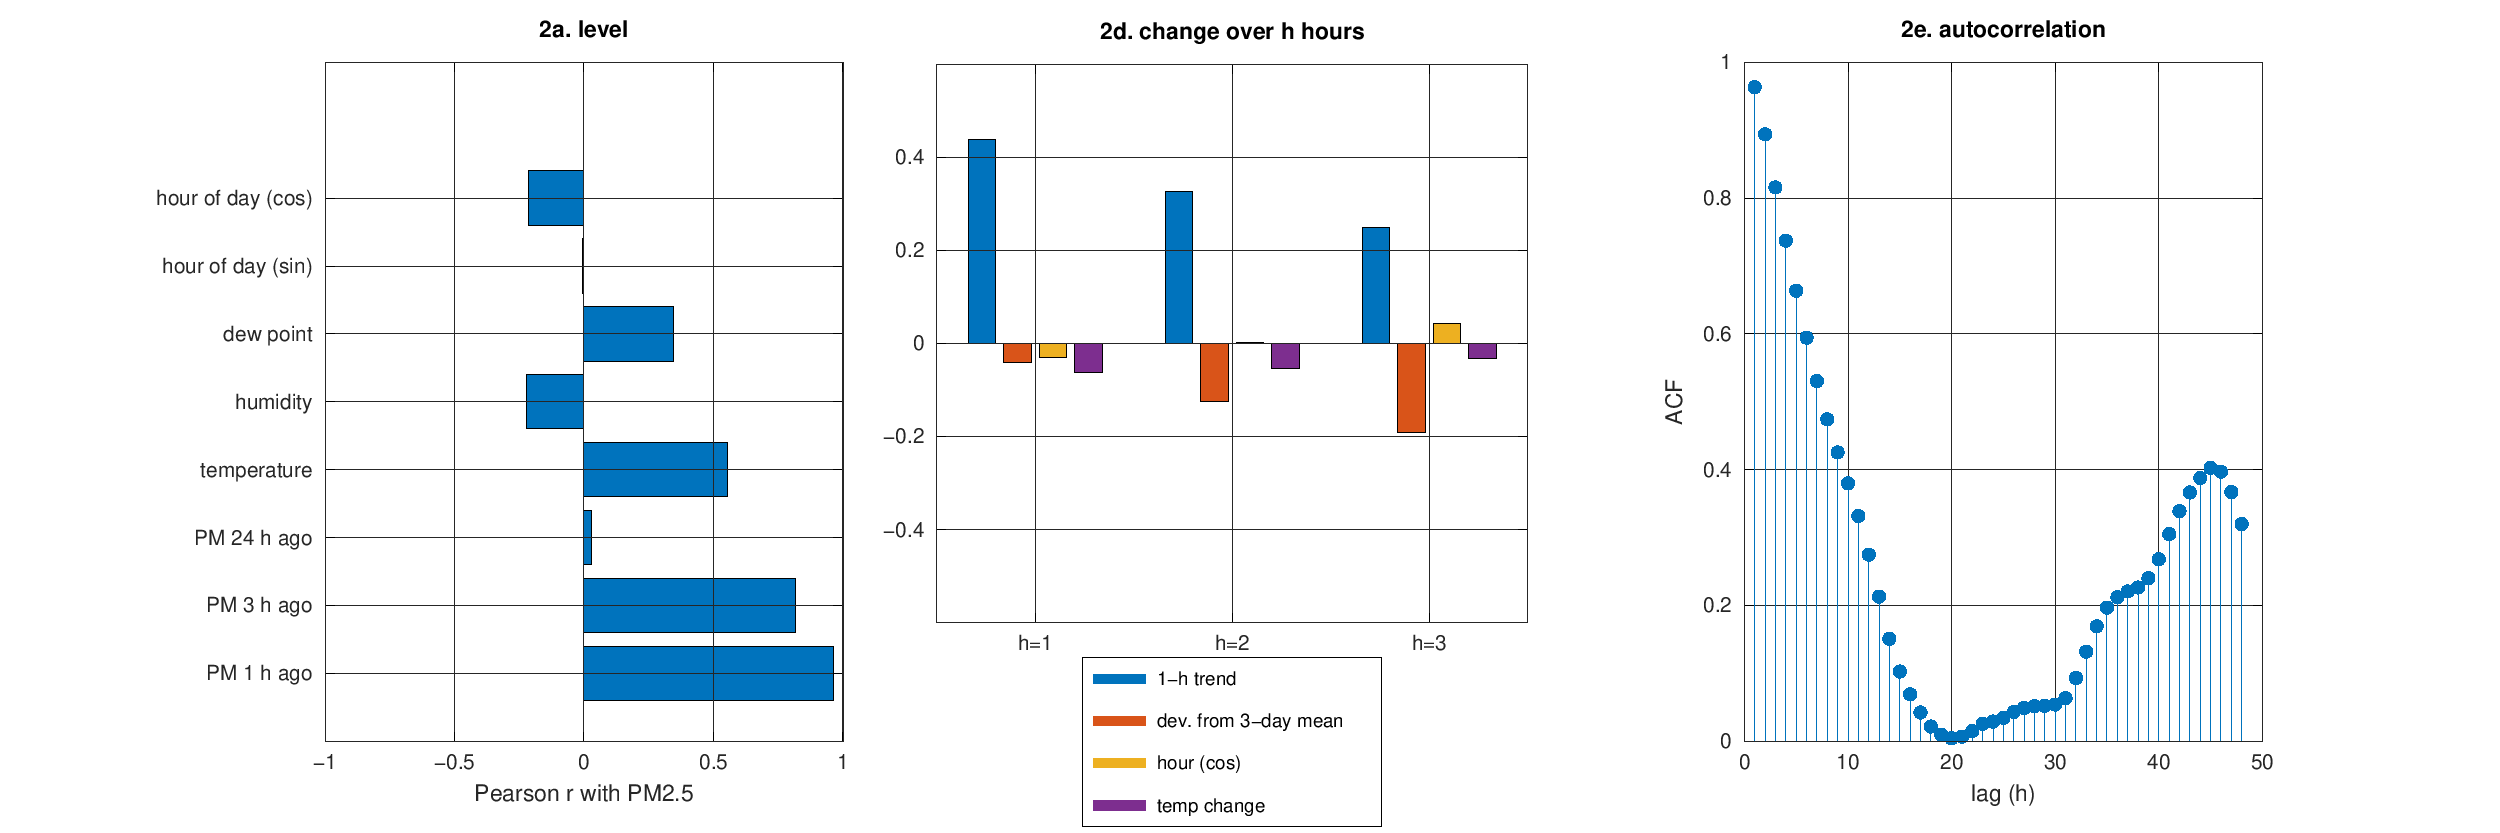 2a. level
hour of day (cos)
hour of day (sin)
dew point
humidity
temperature
PM 24 h ago
PM 3 h ago
PM 1 h ago
−1
−0.5
0
0.5
1
Pearson r with PM2.5
2d. change over h hours
0.4
0.2
0
−0.2
−0.4
h=1
h=2
h=3
1−h trend
dev. from 3−day mean
hour (cos)
temp change
2e. autocorrelation
ACF
1
0.8
0.6
0.4
0.2
0
0
10
20
30
40
50
lag (h)